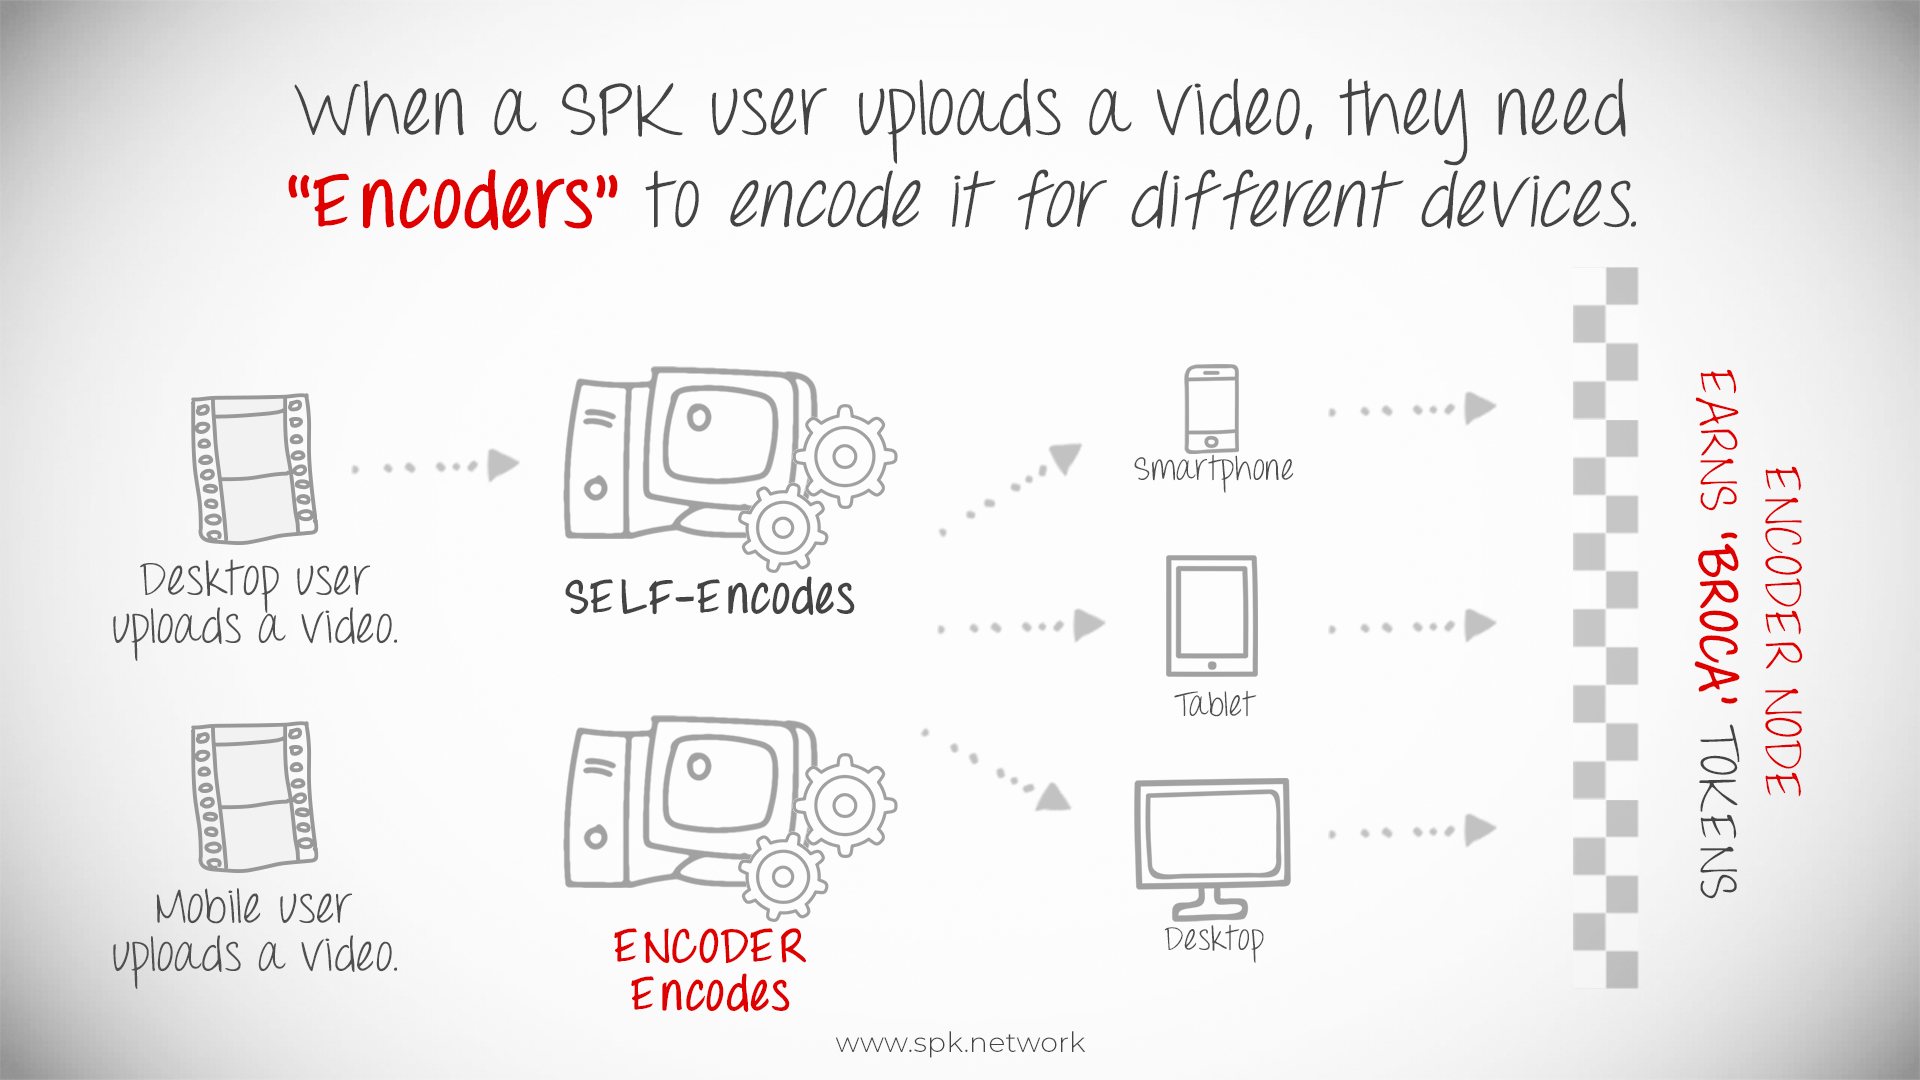 When a SPK user uploads a video, they need
“Encoders” to encode it for different devices.
Desktop user
uploads a video.
SELF-Encodes
Smartphone
Tablet
Mobile user
uploads a video.
ENCODER
Encodes
Desktop
ENCODER NODE
EARNS ‘BROCA’ TOKENS
www.spk.network